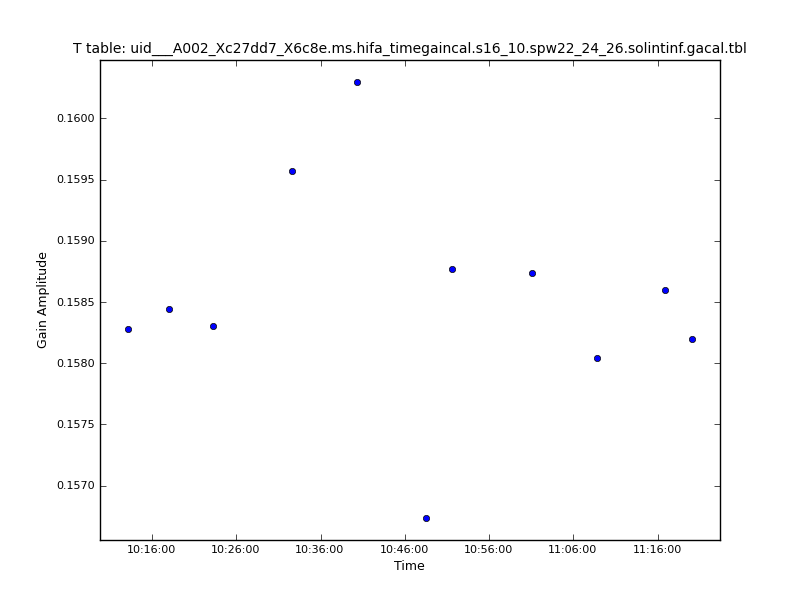 T table: uid___A002_Xc27dd7_X6c8e.ms.hifa_timegaincal.s16_10.spw22_24_26.solintinf.gacal.tbl
0.1600
0.1595
0.1590
0.1585
0.1580
0.1575
0.1570
Gain Amplitude
10:16:00 10:26:00 10:36:00 10:46:00 10:56:00 11:06:00 11:16:00
Time